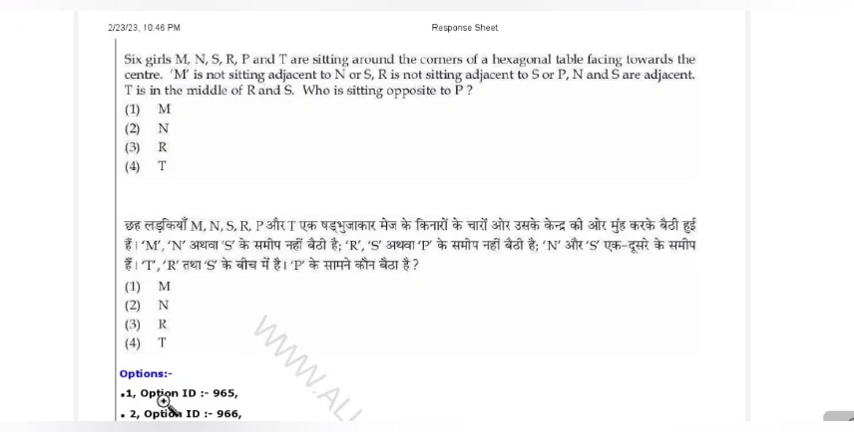 2/23/23, 10:46 PM
Response Sheet
Six girls M, N, S, R, P and T are sitting around the corners of a hexagonal table facing towards the
centre. 'M' is not sitting adjacent to N or S, R is not sitting adjacent to S or P, N and S are adjacent.
T is in the middle of R and S. Who is sitting opposite to P ?
(1) M
(2) N
(3) R
(4) T
छह लड़कियाँ M, N, S, R, P और T एक षड्भुजाकार मेज के किनारों के चारों ओर उसके केन्द्र की ओर मुंह करके बैठी हुई
हैं। 'M', 'N' अथवा 'S' के समीप नहीं बैठी है; 'R', 'S' अथवा 'P' के समीप नहीं बैठी है; 'N' और 'S' एक-दूसरे के समीप
हैं। 'T', 'R' तथा 'S' के बीच में है। 'P' के सामने कौन बैठा है ?
(1) M
(2) N
(3) R
(4) T
Options:-
.1, Option ID :- 965,
. 2, Option ID :- 966,
WWW.AL